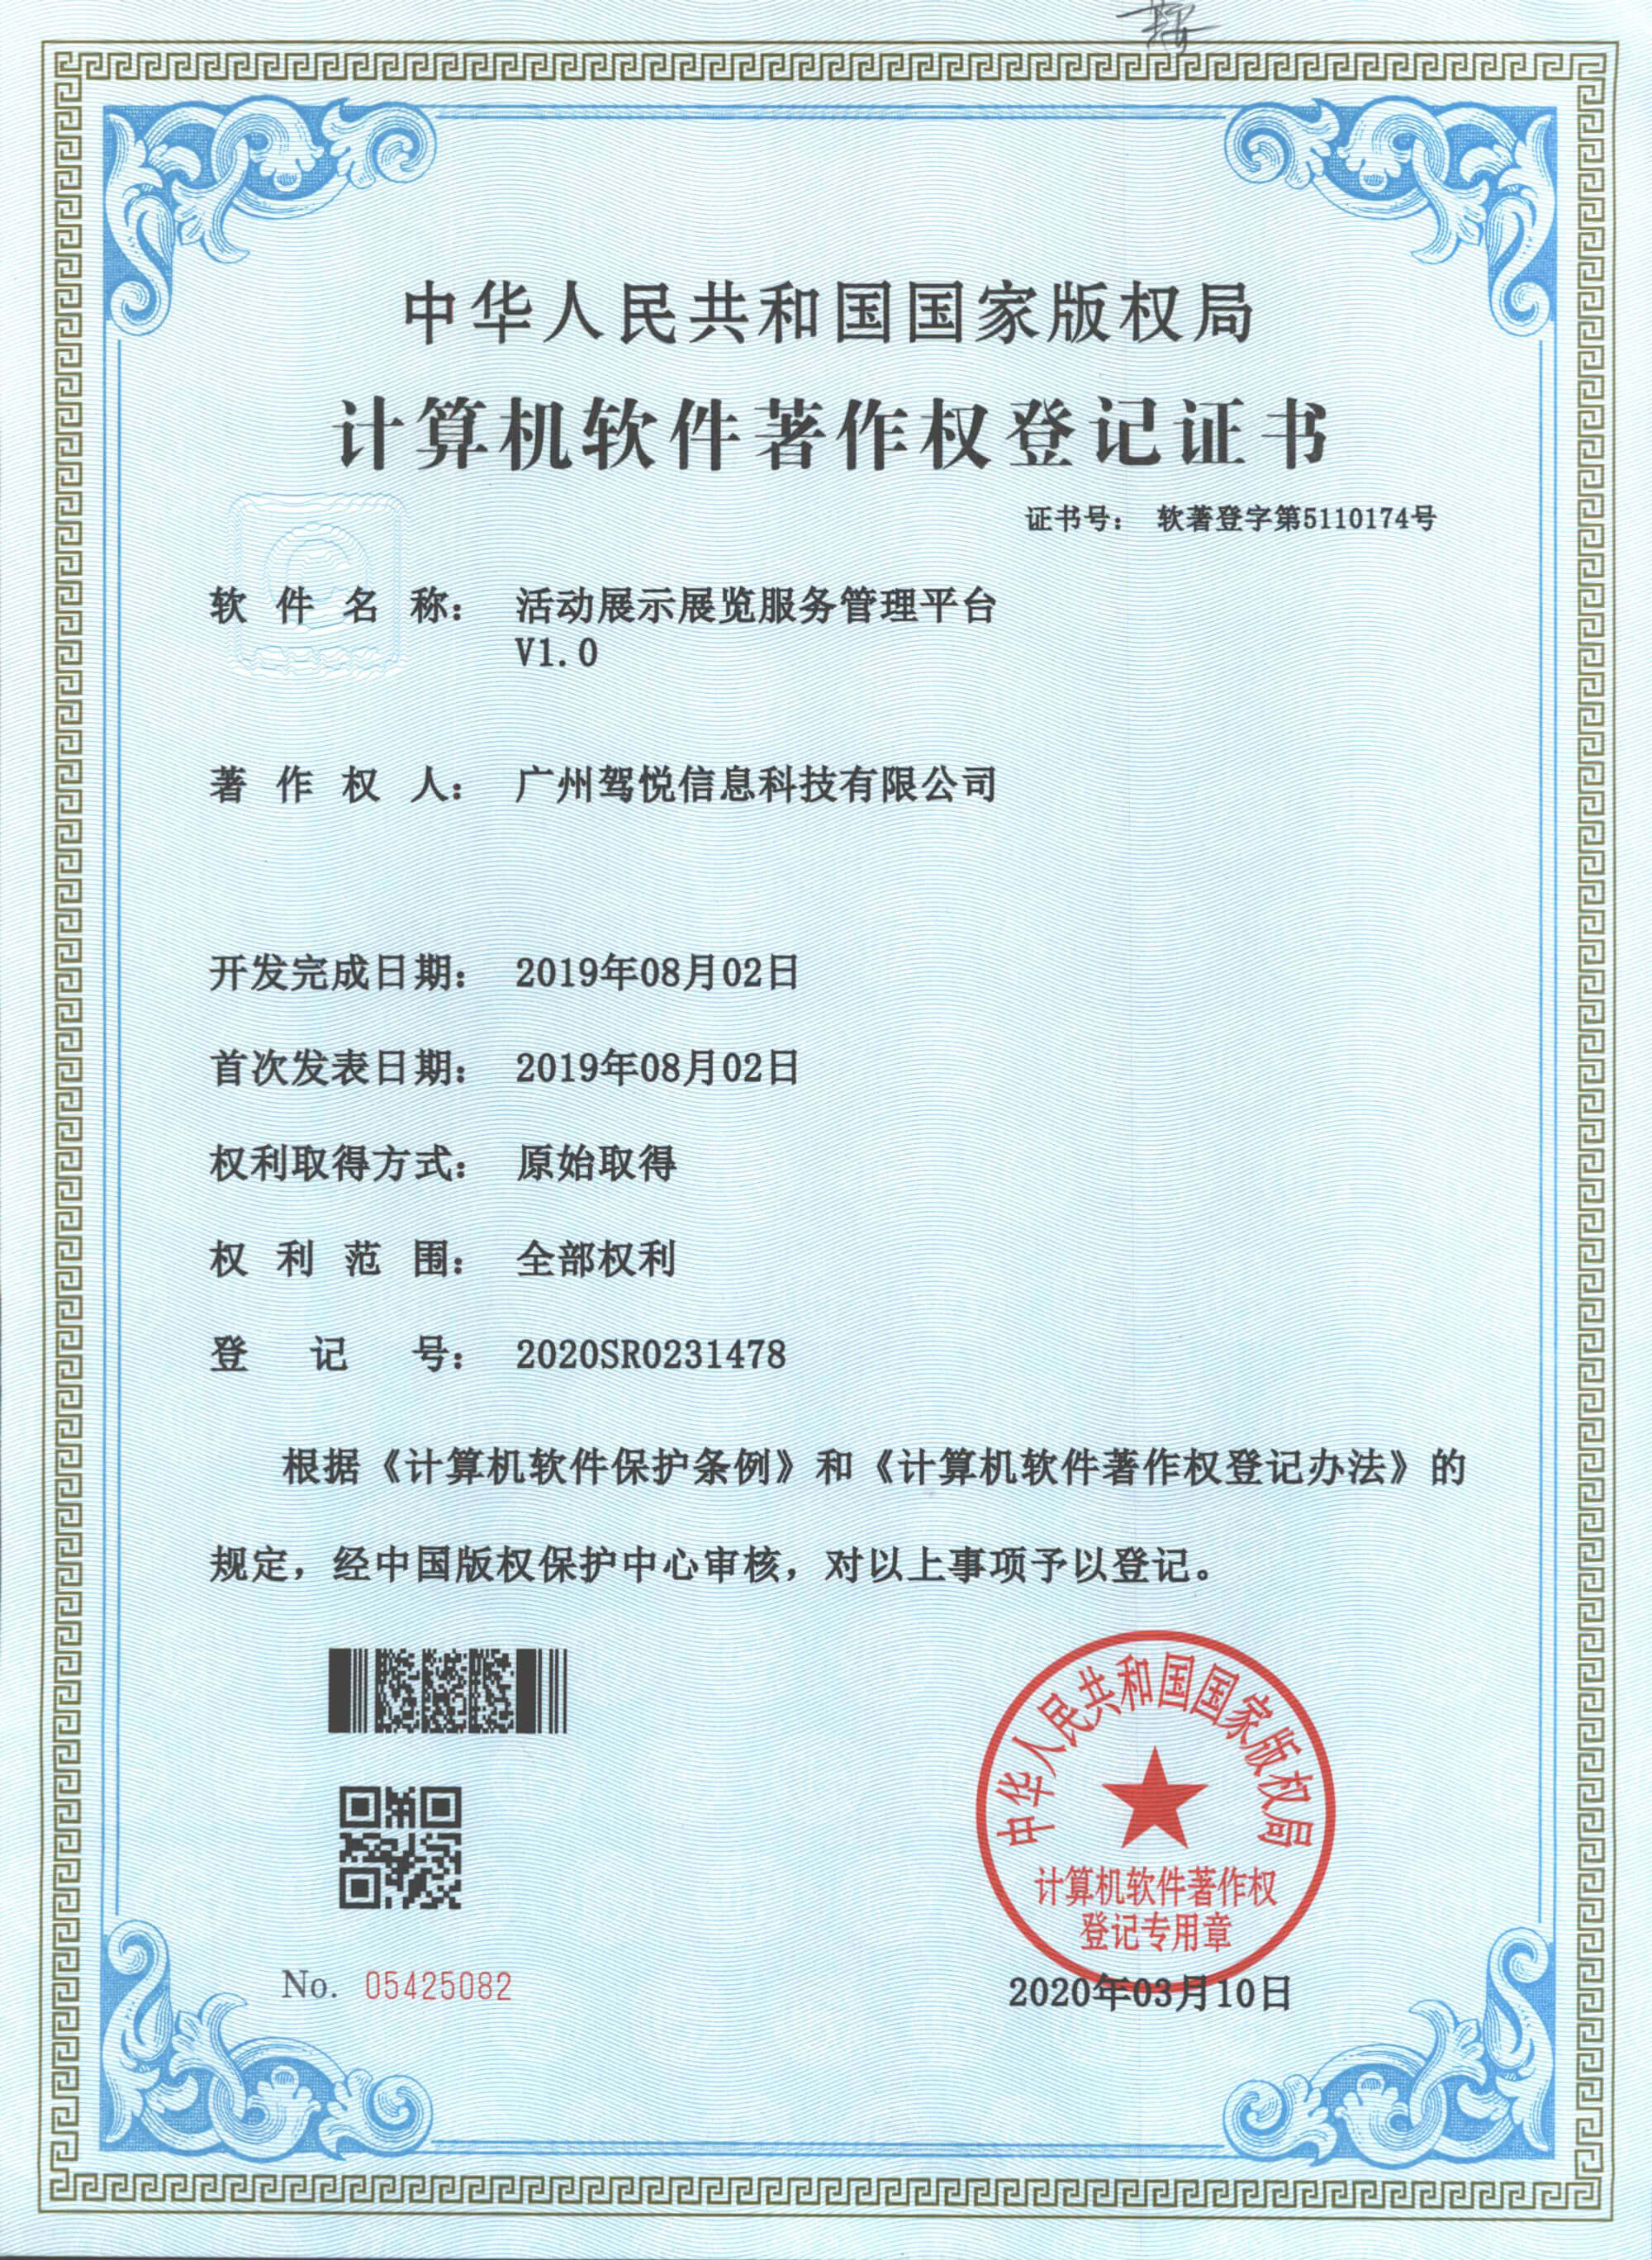 中华人民共和国国家版权局
计算机软件著作权登记证书
证书号： 软著登字第5110174号
软件名称： 活动展示展览服务管理平台
V1.0
著作权人： 广州驾悦信息科技有限公司
开发完成日期： 2019年08月02日
首次发表日期： 2019年08月02日
权利取得方式： 原始取得
权利范围： 全部权利
登记号： 2020SR0231478
根据《计算机软件保护条例》和《计算机软件著作权登记办法》的
规定，经中国版权保护中心审核，对以上事项予以登记。
中华人民共和国国家版权局
计算机软件著作权
登记专用章
No. 05425082
2020年03月10日